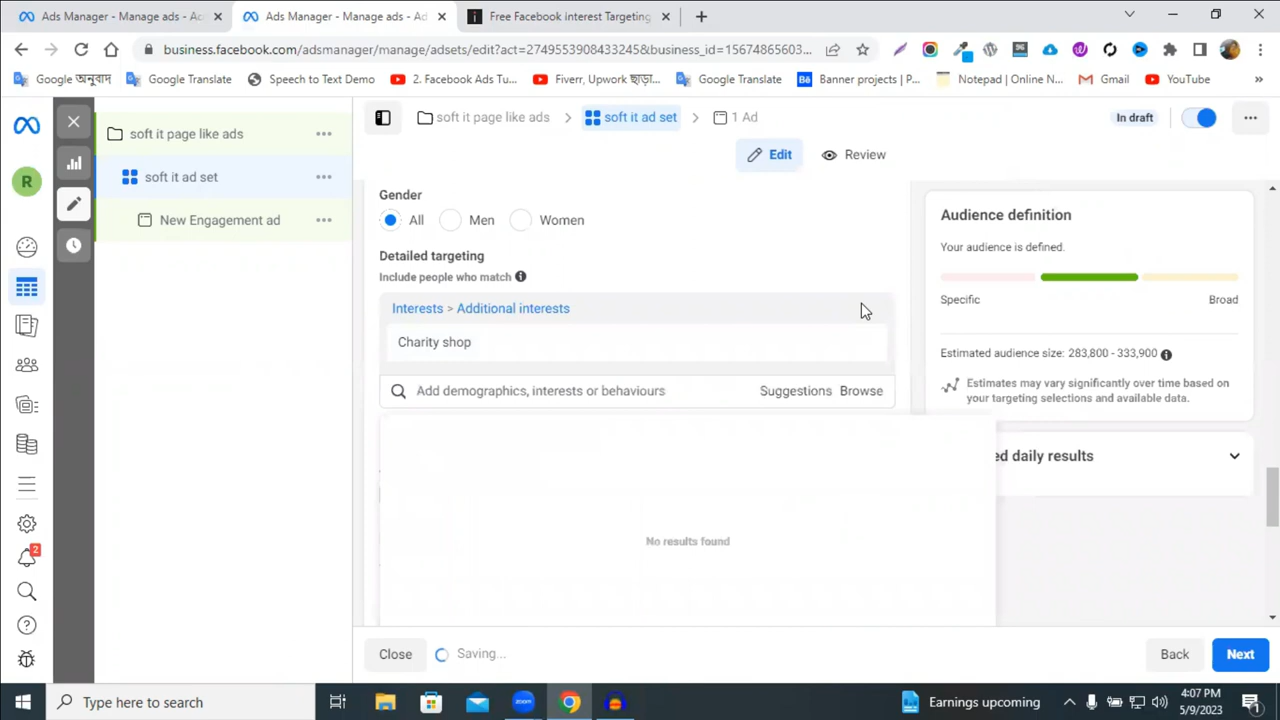 Ads Manager - Manage ads - A
Ads Manager - Manage ads - Ad
Free Facebook interest Targeting
business.facebook.com/adsmanager/manage/adsets/edit?act=2749553908433245&business_id=15674865603...
Google অনুবাদ
Google Translate
Speech to Text Demo
2. Facebook Ads Tu...
Fiverr, Upwork ছাড়া...
Google Translate
Bē
Banner projects | P...
Notepad | Online N...
Gmail
YouTube
»
soft it page like ads
soft it ad set
1 Ad
In draft
soft it page like ads
Edit
Review
R
soft it ad set
New Engagement ad
Gender
All
Men
Women
Detailed targeting
Include people who match
Interests > Additional interests
Charity shop
Add demographics, interests or behaviours
Suggestions
Browse
No results found
Audience definition
Your audience is defined.
Specific
Broad
Estimated audience size: 283,800 - 333,900
Estimates may vary significantly over time based on
your targeting selections and available data.
ed daily results
2
Close
Saving...
Back
Next
Type here to search
zoom
Earnings upcoming
4:07 PM
5/9/2023
1